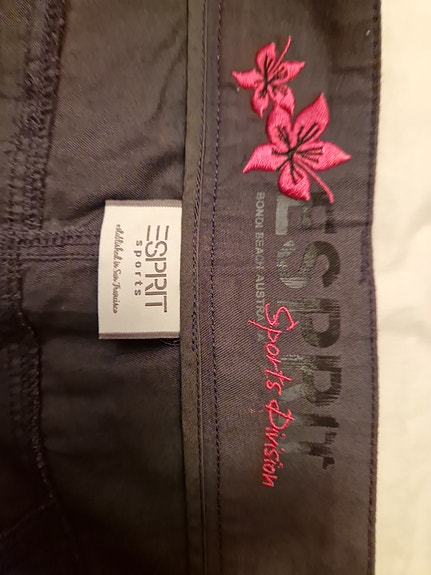 ESPRIT
sports
established in San Francisco
ESPRIT
BONDI BEACH AUSTRALIA
Sports Division